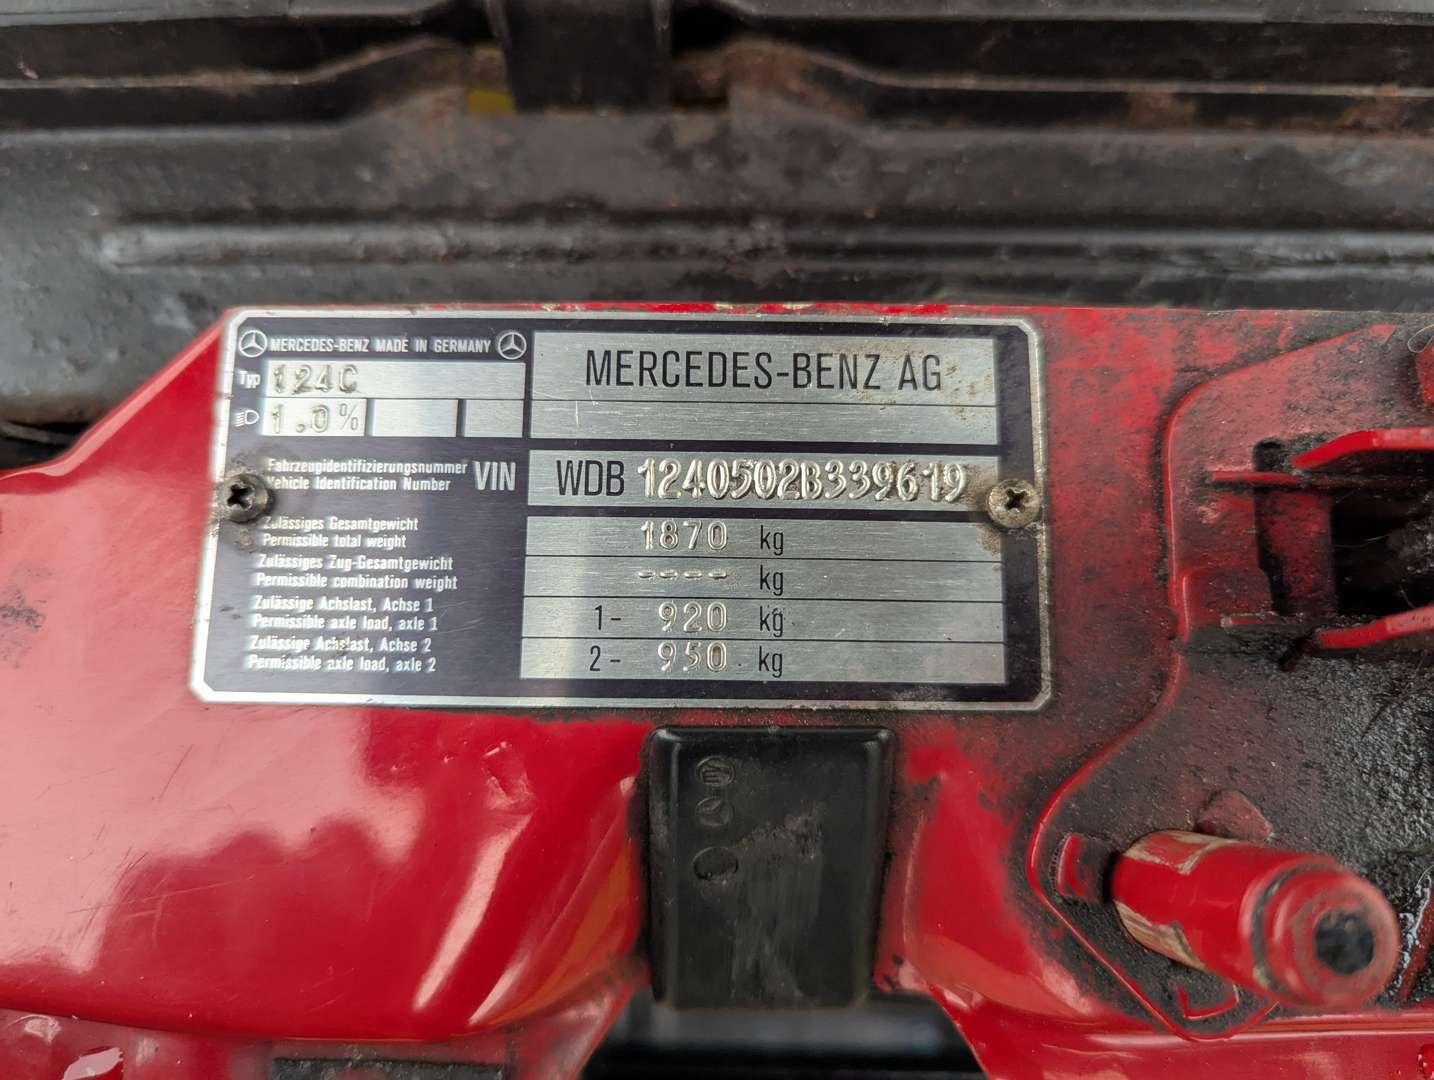 MERCEDES-BENZ MADE IN GERMANY
Typ 124C
1.0%
MERCEDES-BENZ AG
Fahrzeugidentifizierungsnummer
Vehicle Identification Number
VIN WDB 1240502B339619
Zulässiges Gesamtgewicht
Permissible total weight
1870 kg
Zulässiges Zug-Gesamtgewicht
Permissible combination weight
---- kg
Zulässige Achslast, Achse 1
Permissible axle load, axle 1
1- 920 kg
Zulässige Achslast, Achse 2
Permissible axle load, axle 2
2- 950 kg